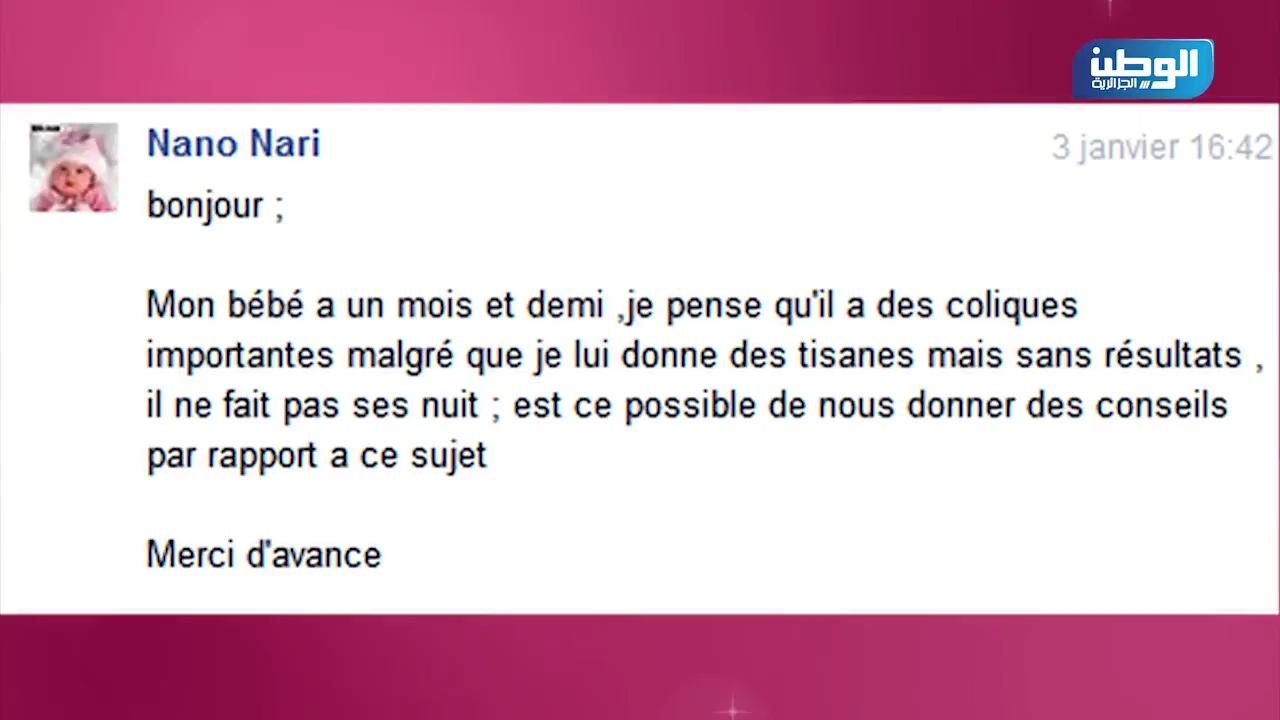 الوطن
الجزائرية
Nano Nari
3 janvier 16:42
bonjour ;
Mon bébé a un mois et demi ,je pense qu'il a des coliques
importantes malgré que je lui donne des tisanes mais sans résultats ,
il ne fait pas ses nuit ; est ce possible de nous donner des conseils
par rapport a ce sujet
Merci d'avance